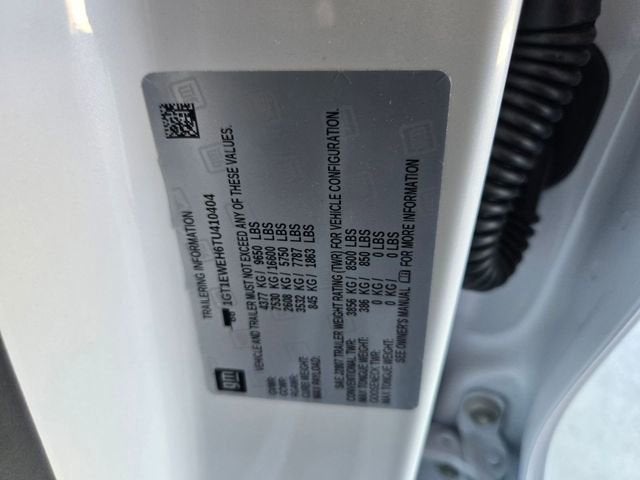 TRAILERING INFORMATION
1GT1EWEH6TU410404
VEHICLE AND TRAILER MUST NOT EXCEED ANY OF THESE VALUES.
GVWR: 4377 KG/ 9650 LBS
GCWR: 7530 KG/16600 LBS
RGAWR: 2608 KG/ 5750 LBS
CURB WEIGHT: 3532 KG/ 7787 LBS
MAX PAYLOAD: 845 KG/ 1863 LBS
SAE J2807 TRAILER WEIGHT RATING (TWR) FOR VEHICLE CONFIGURATION.
CONVENTIONAL TWR: 3856 KG/ 8500 LBS
MAX TONGUE WEIGHT: 386 KG/ 850 LBS
GOOSENECK TWR: 0 KG/ 0 LBS
MAX TONGUE WEIGHT: 0 KG/ 0 LBS
SEE OWNER'S MANUAL FOR MORE INFORMATION
gm